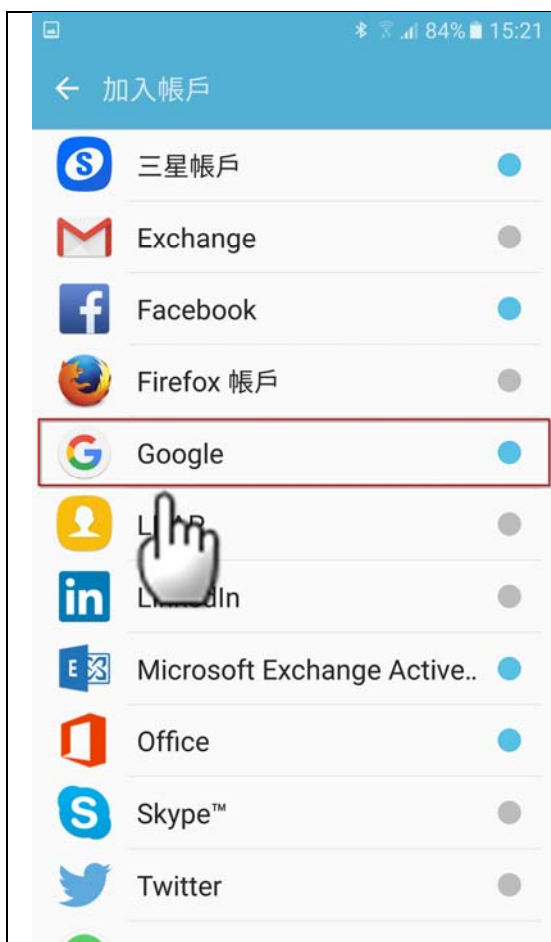 84% 15:21
加入帳戶
三星帳戶
Exchange
Facebook
Firefox 帳戶
Google
LinkedIn
Microsoft Exchange Active..
Office
Skype™
Twitter